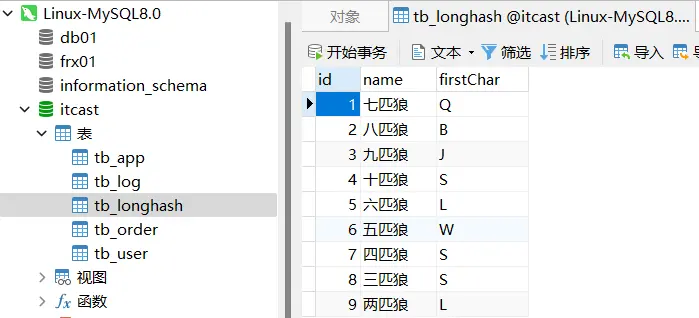 Linux-MySQL8.0
db01
frx01
information_schema
itcast
表
tb_app
tb_log
tb_longhash
tb_order
tb_user
视图
fx 函数
对象
tb_longhash @itcast (Linux-MySQL8....
开始事务 文本 筛选 排序 导入
id name firstChar
1 七匹狼 Q
2 八匹狼 B
3 九匹狼 J
4 十匹狼 S
5 六匹狼 L
6 五匹狼 W
7 四匹狼 S
8 三匹狼 S
9 两匹狼 L